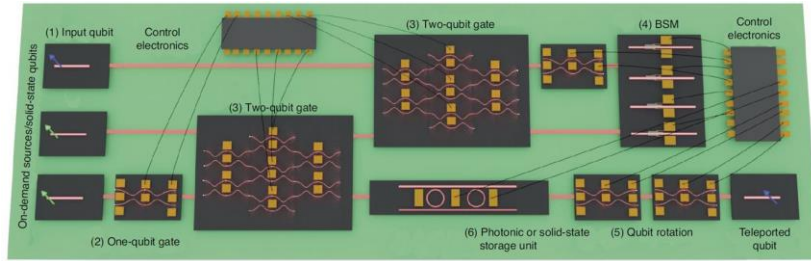 (1) Input qubit
Control
electronics
(3) Two-qubit gate
(4) BSM
Control
electronics
On-demand sources/solid-state qubits
(3) Two-qubit gate
(2) One-qubit gate
(6) Photonic or solid-state
storage unit
(5) Qubit rotation
Teleported
qubit